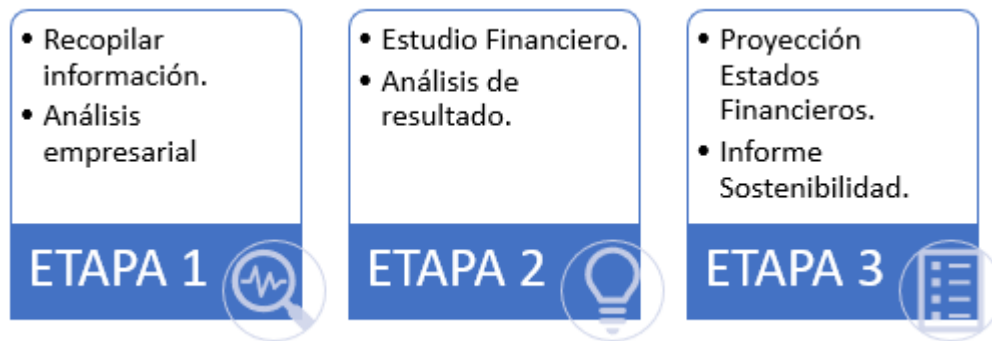 • Recopilar
información.
• Análisis
empresarial
ETAPA 1
• Estudio Financiero.
• Análisis de
resultado.
ETAPA 2
• Proyección
Estados
Financieros.
• Informe
Sostenibilidad.
ETAPA 3